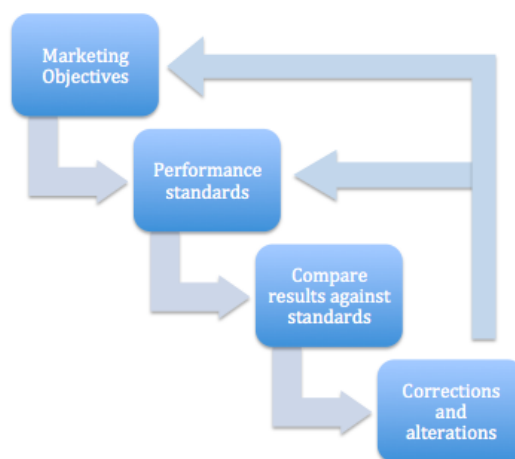 Marketing
Objectives
Performance
standards
Compare
results against
standards
Corrections
and
alterations